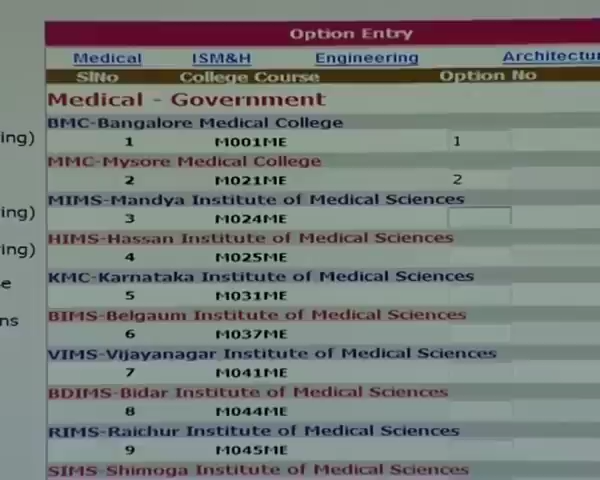 Option Entry
Medical ISM&H Engineering Architectur
SlNo College Course Option No
Medical - Government
BMC-Bangalore Medical College
ing) 1 M001ME 1
MMC-Mysore Medical College
2 M021ME 2
MIMS-Mandya Institute of Medical Sciences
ing) 3 M024ME
HIMS-Hassan Institute of Medical Sciences
ing) 4 M025ME
KMC-Karnataka Institute of Medical Sciences
e 5 M031ME
BIMS-Belgaum Institute of Medical Sciences
ns 6 M037ME
VIMS-Vijayanagar Institute of Medical Sciences
7 M041ME
BDIMS-Bidar Institute of Medical Sciences
8 M044ME
RIMS-Raichur Institute of Medical Sciences
9 M045ME
SIMS-Shimoga Institute of Medical Sciences